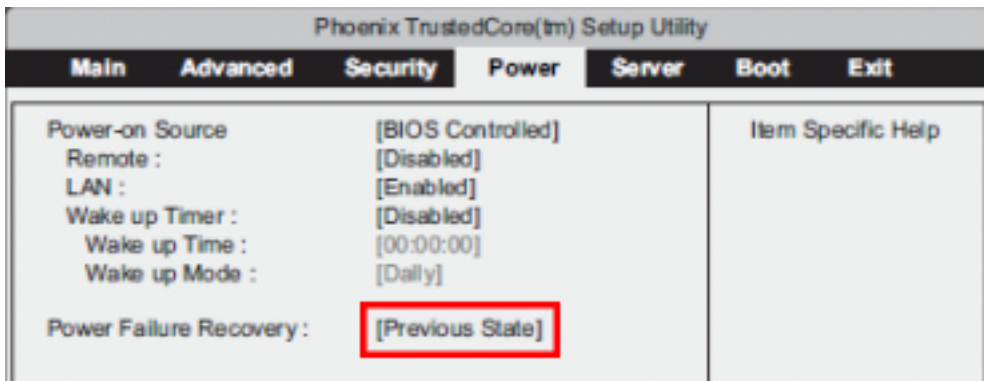 Phoenix TrustedCore(tm) Setup Utility
Main Advanced Security Power Server Boot Exit
Power-on Source [BIOS Controlled] Item Specific Help
Remote : [Disabled]
LAN : [Enabled]
Wake up Timer : [Disabled]
Wake up Time : [00:00:00]
Wake up Mode : [Daily]
Power Failure Recovery : [Previous State]